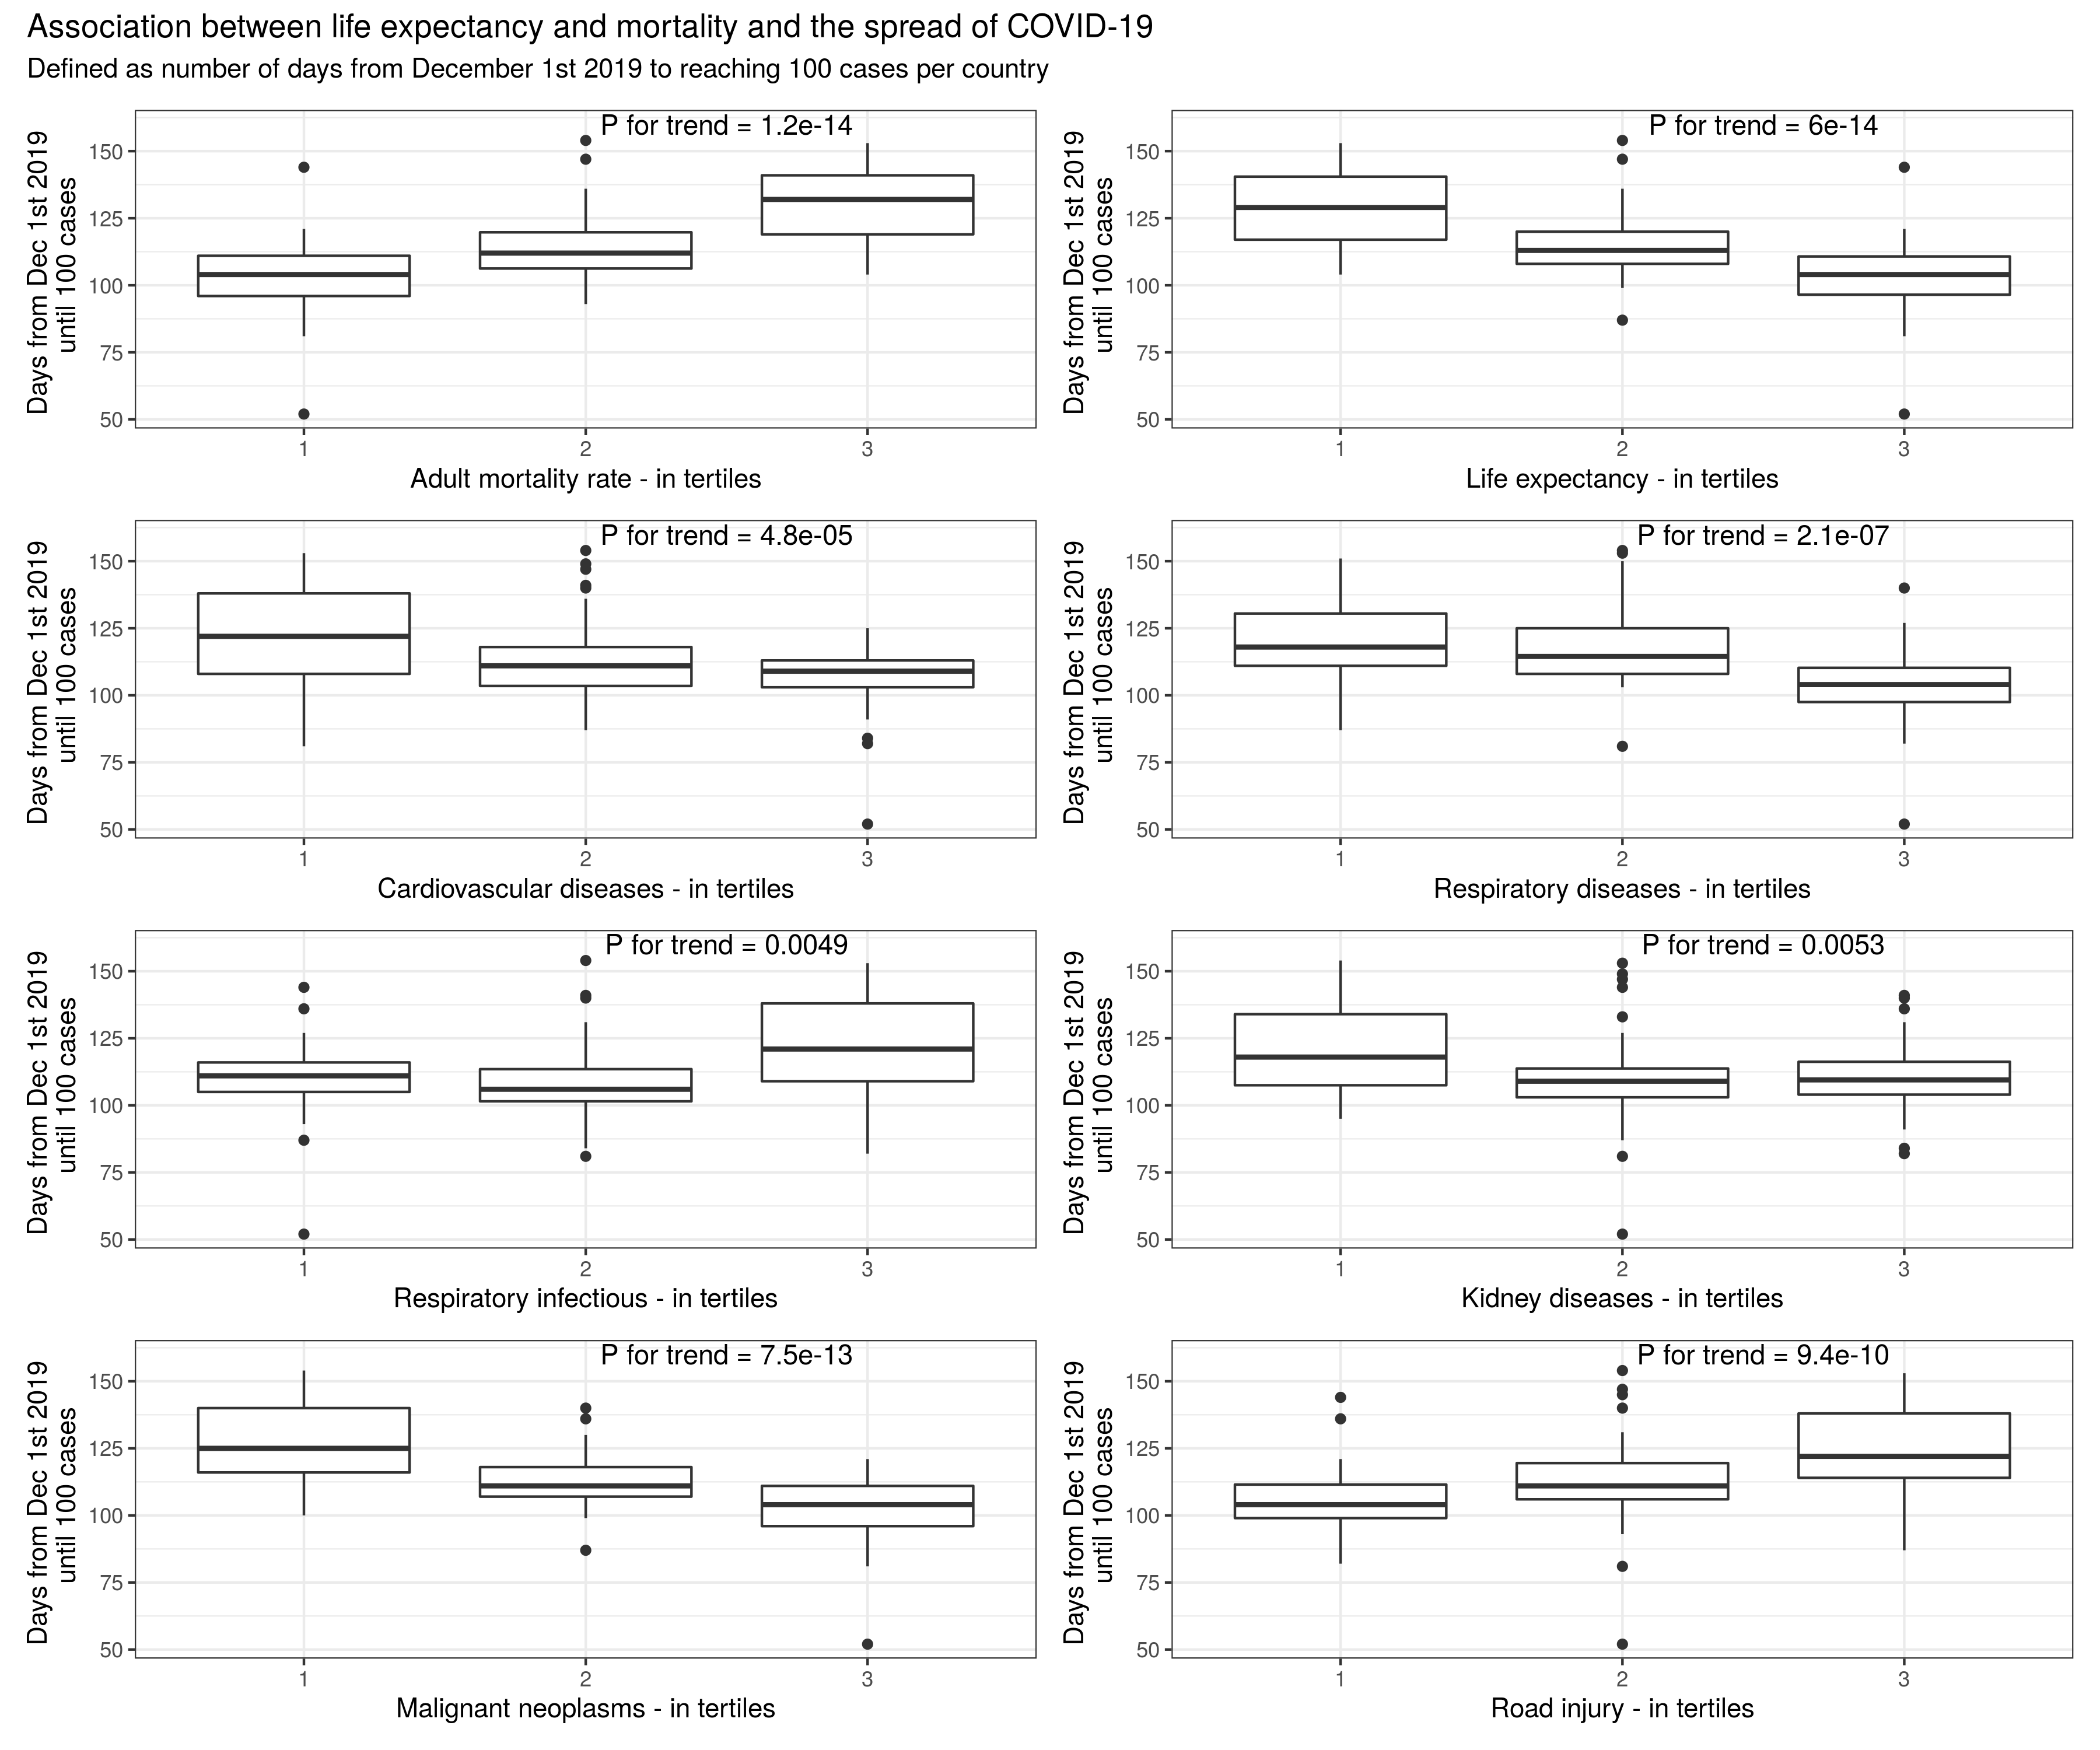 Association between life expectancy and mortality and the spread of COVID-19
Defined as number of days from December 1st 2019 to reaching 100 cases per country
Days from Dec 1st 2019
until 100 cases
150
125
100
75
50
P for trend = 1.2e-14
1
2
3
Adult mortality rate - in tertiles
Days from Dec 1st 2019
until 100 cases
150
125
100
75
50
P for trend = 6e-14
1
2
3
Life expectancy - in tertiles
Days from Dec 1st 2019
until 100 cases
150
125
100
75
50
P for trend = 4.8e-05
1
2
3
Cardiovascular diseases - in tertiles
Days from Dec 1st 2019
until 100 cases
150
125
100
75
50
P for trend = 2.1e-07
1
2
3
Respiratory diseases - in tertiles
Days from Dec 1st 2019
until 100 cases
150
125
100
75
50
P for trend = 0.0049
1
2
3
Respiratory infectious - in tertiles
Days from Dec 1st 2019
until 100 cases
150
125
100
75
50
P for trend = 0.0053
1
2
3
Kidney diseases - in tertiles
Days from Dec 1st 2019
until 100 cases
150
125
100
75
50
P for trend = 7.5e-13
1
2
3
Malignant neoplasms - in tertiles
Days from Dec 1st 2019
until 100 cases
150
125
100
75
50
P for trend = 9.4e-10
1
2
3
Road injury - in tertiles